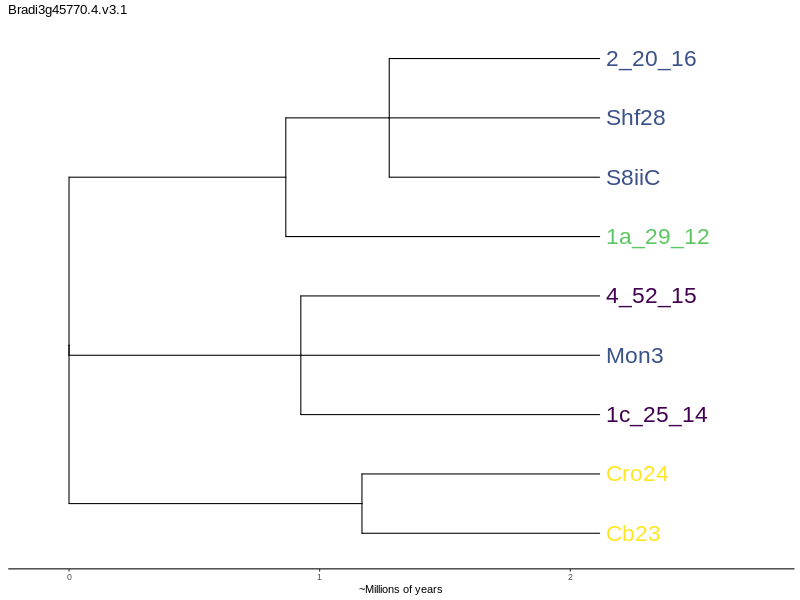 Bradi3g45770.4.v3.1
2_20_16
Shf28
S8iiC
1a_29_12
4_52_15
Mon3
1c_25_14
Cro24
Cb23
0 1 2
~Millions of years